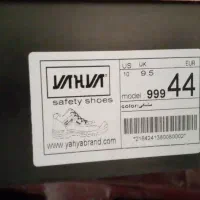 YAHYA
safety shoes
www.yahyabrand.com
US UK EUR
10 9.5 44
model 999
color: مشکی